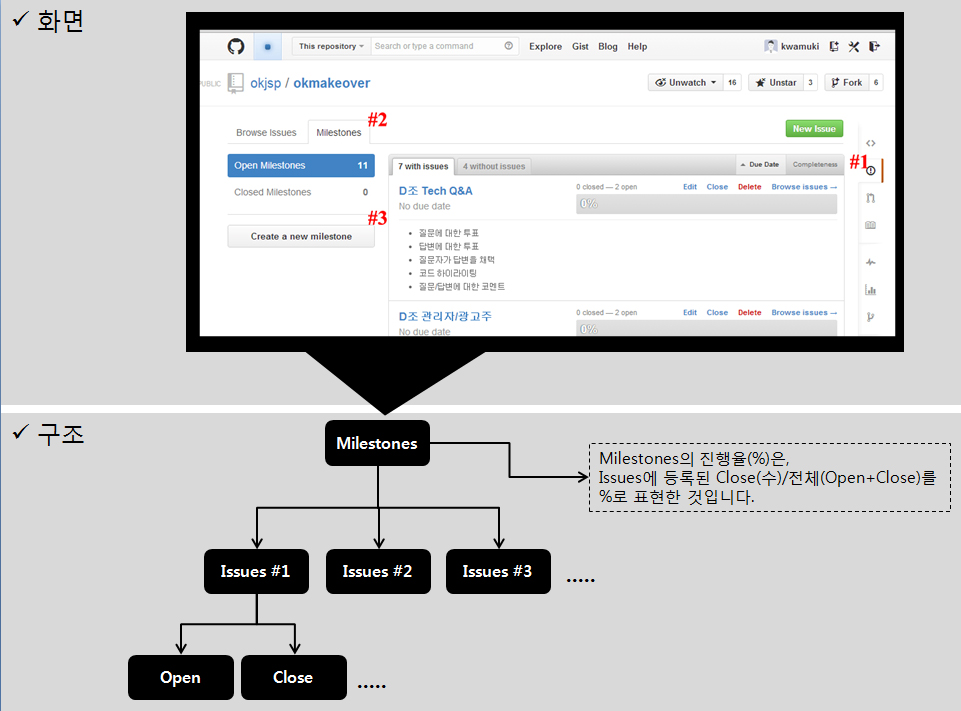 ✓ 화면
This repository Search or type a command Explore Gist Blog Help kwamuki
PUBLIC okjsp / okmakeover Unwatch 16 Unstar 3 Fork 6
#2
Browse Issues Milestones New Issue
#1
Open Milestones 11 7 with issues 4 without issues Due Date Completeness
Closed Milestones 0
#3
Create a new milestone
D조 Tech Q&A 0 closed — 2 open Edit Close Delete Browse issues →
No due date 0%
• 질문에 대한 투표
• 답변에 대한 투표
• 질문자가 답변을 채택
• 코드 하이라이팅
• 질문/답변에 대한 코멘트
D조 관리자/광고주 0 closed — 2 open Edit Close Delete Browse issues →
No due date 0%
✓ 구조
Milestones
Milestones의 진행율(%)은,
Issues에 등록된 Close(수)/전체(Open+Close)를
%로 표현한 것입니다.
Issues #1 Issues #2 Issues #3 .....
Open Close .....